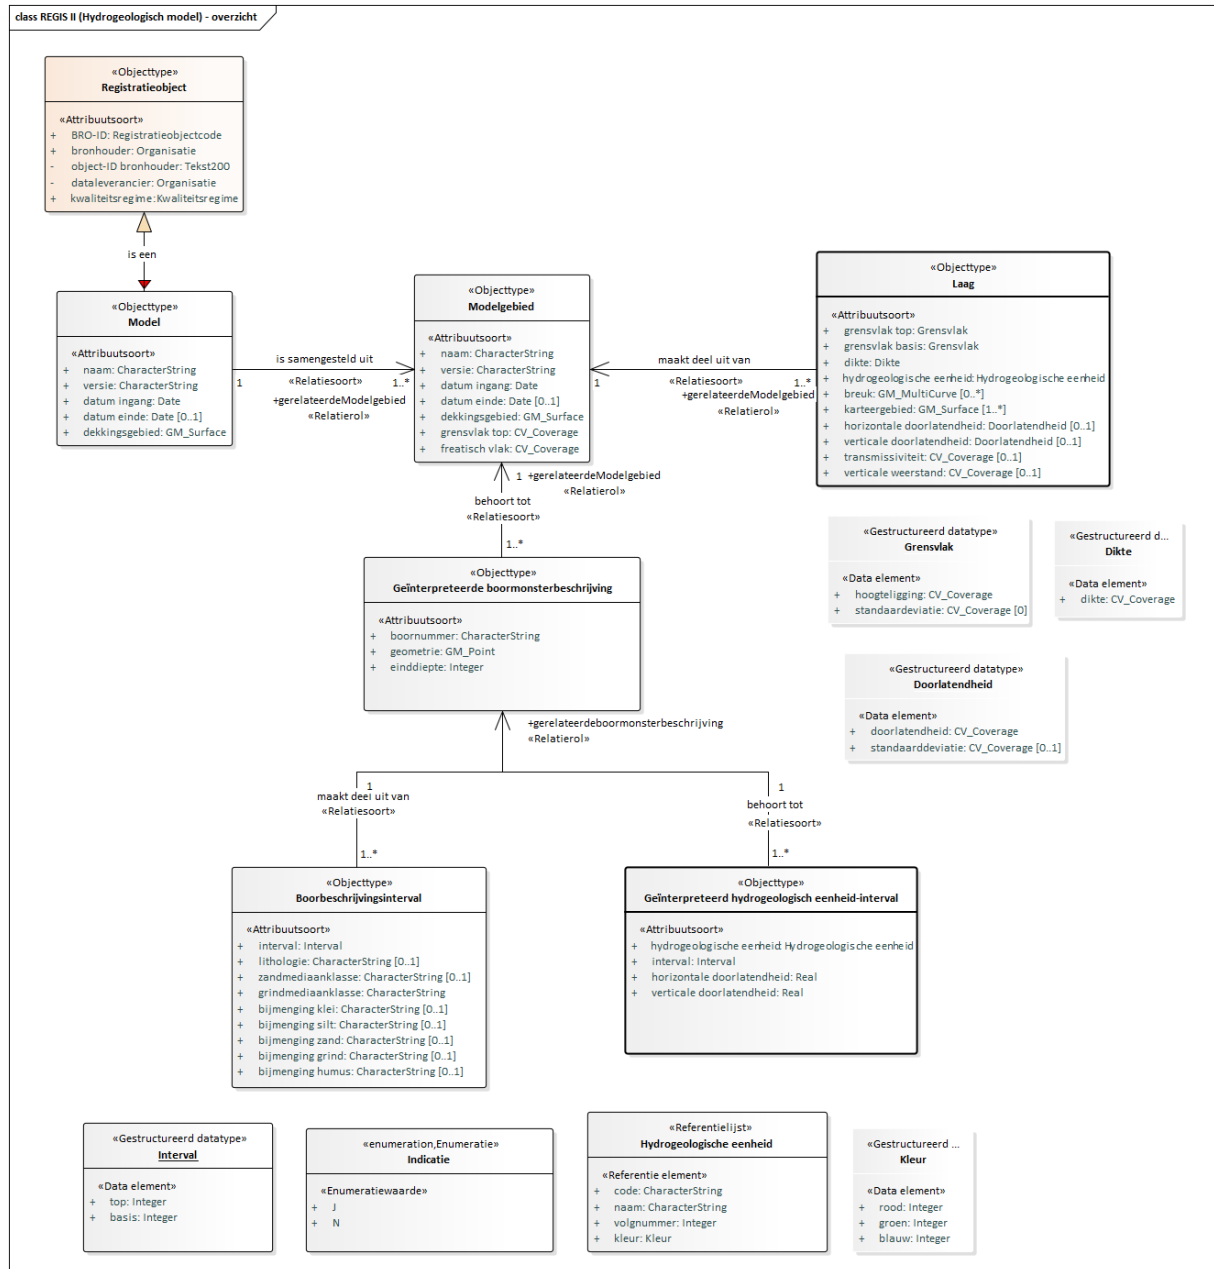 class REGIS II (Hydrogeologisch model) - overzicht
«Objecttype»
Registratieobject
«Attribuutsoort»
+ BRO-ID: Registratieobjectcode
+ bronhouder: Organisatie
- object-ID bronhouder: Tekst200
- dataleverancier: Organisatie
+ kwaliteitsregime: Kwaliteitsregime
is een
«Objecttype»
Model
«Attribuutsoort»
+ naam: CharacterString
+ versie: CharacterString
+ datum ingang: Date
+ datum einde: Date [0..1]
+ dekkingsgebied: GM_Surface
is samengesteld uit
1
«Relatiesoort»
1..*
+gerelateerdeModelgebied
«Relatierol»
«Objecttype»
Modelgebied
«Attribuutsoort»
+ naam: CharacterString
+ versie: CharacterString
+ datum ingang: Date
+ datum einde: Date [0..1]
+ dekkingsgebied: GM_Surface
+ grensvlak top: CV_Coverage
+ freatisch vlak: CV_Coverage
maakt deel uit van
1
«Relatiesoort»
1..*
+gerelateerdeModelgebied
«Relatierol»
«Objecttype»
Laag
«Attribuutsoort»
+ grensvlak top: Grensvlak
+ grensvlak basis: Grensvlak
+ dikte: Dikte
+ hydrogeologische eenheid: Hydrogeologische eenheid
+ breuk: GM_MultiCurve [0..*]
+ karteergebied: GM_Surface [1..*]
+ horizontale doorlatendheid: Doorlatendheid [0..1]
+ verticale doorlatendheid: Doorlatendheid [0..1]
+ transmissiviteit: CV_Coverage [0..1]
+ verticale weerstand: CV_Coverage [0..1]
1 +gerelateerdeModelgebied
«Relatierol»
behoort tot
«Relatiesoort»
1..*
«Gestructureerd datatype»
Grensvlak
«Data element»
+ hoogteligging: CV_Coverage
+ standaardeviatie: CV_Coverage [0]
«Gestructureerd d...
Dikte
«Data element»
+ dikte: CV_Coverage
«Objecttype»
Geïnterpreteerde boormonsterbeschrijving
«Attribuutsoort»
+ boornummer: CharacterString
+ geometrie: GM_Point
+ einddiepte: Integer
«Gestructureerd datatype»
Doorlatendheid
«Data element»
+ doorlatendheid: CV_Coverage
+ standaarddeviatie: CV_Coverage [0..1]
+gerelateerdeboormonsterbeschrijving
«Relatierol»
1
maakt deel uit van
«Relatiesoort»
1..*
1
behoort tot
«Relatiesoort»
1..*
«Objecttype»
Boorbeschrijvingsinterval
«Attribuutsoort»
+ interval: Interval
+ lithologie: CharacterString [0..1]
+ zandmediaanklasse: CharacterString [0..1]
+ grindmediaanklasse: CharacterString
+ bijmenging klei: CharacterString [0..1]
+ bijmenging silt: CharacterString [0..1]
+ bijmenging zand: CharacterString [0..1]
+ bijmenging grind: CharacterString [0..1]
+ bijmenging humus: CharacterString [0..1]
«Objecttype»
Geïnterpreteerd hydrogeologisch eenheid-interval
«Attribuutsoort»
+ hydrogeologische eenheid: Hydrogeologische eenheid
+ interval: Interval
+ horizontale doorlatendheid: Real
+ verticale doorlatendheid: Real
«Gestructureerd datatype»
Interval
«Data element»
+ top: Integer
+ basis: Integer
«enumeration,Enumeratie»
Indicatie
«Enumeratiewaarde»
+ J
+ N
«Referentielijst»
Hydrogeologische eenheid
«Referentie element»
+ code: CharacterString
+ naam: CharacterString
+ volgnummer: Integer
+ kleur: Kleur
«Gestructureerd ...
Kleur
«Data element»
+ rood: Integer
+ groen: Integer
+ blauw: Integer